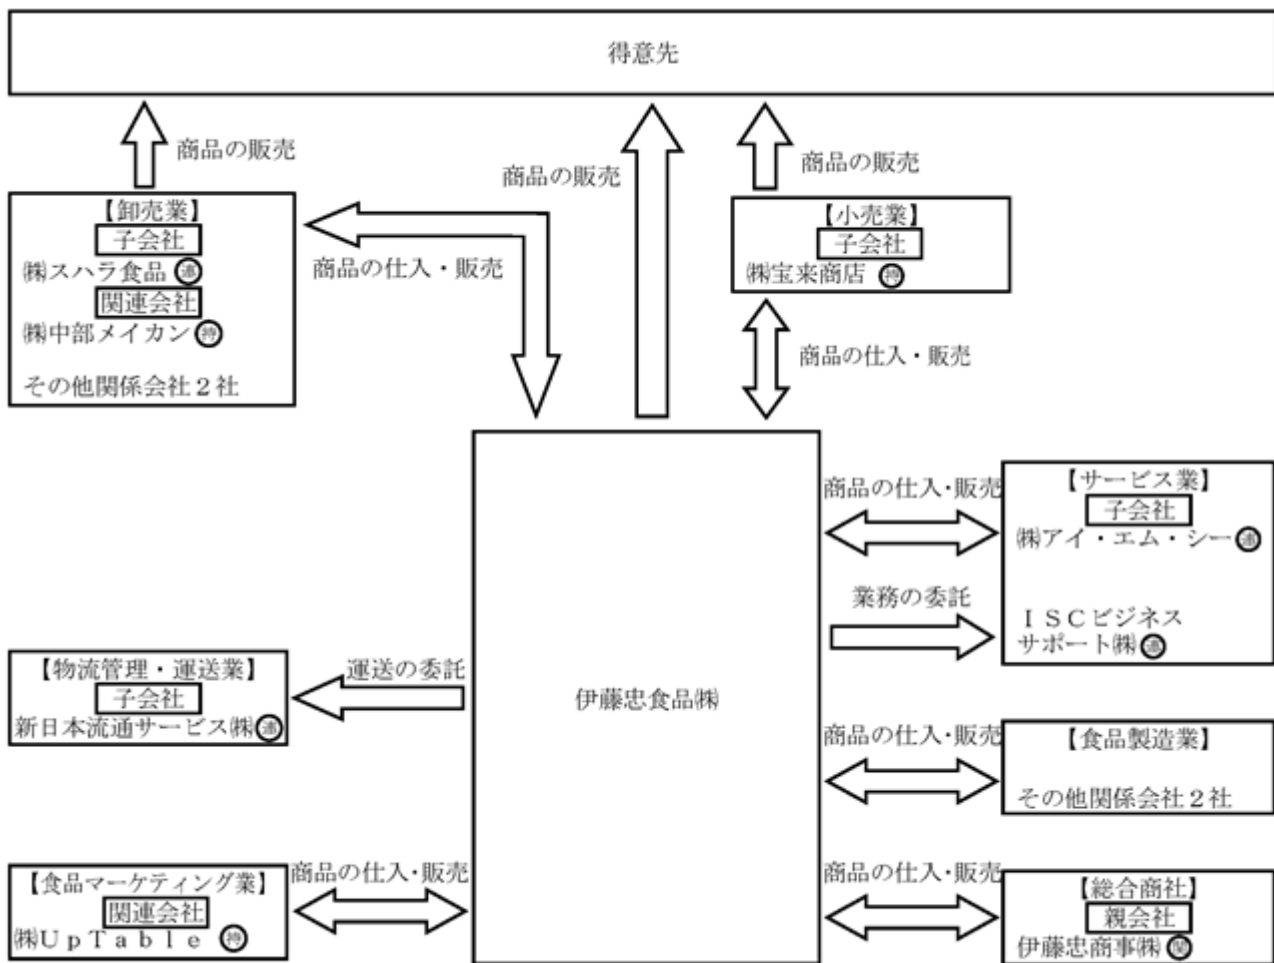 得意先
商品の販売
商品の販売
商品の販売
【卸売業】
子会社
㈱スハラ食品 ㊜
関連会社
㈱中部メイカン 持
その他関係会社２社
商品の仕入・販売
【小売業】
子会社
㈱宝来商店 持
商品の仕入・販売
伊藤忠食品㈱
商品の仕入・販売
【サービス業】
子会社
㈱アイ・エム・シー
業務の委託
ＩＳＣビジネス
サポート㈱
【物流管理・運送業】
子会社
新日本流通サービス㈱
運送の委託
商品の仕入・販売
【食品製造業】
その他関係会社２社
【食品マーケティング業】
関連会社
㈱ＵｐＴａｂｌｅ 持
商品の仕入・販売
商品の仕入・販売
【総合商社】
親会社
伊藤忠商事㈱ 関